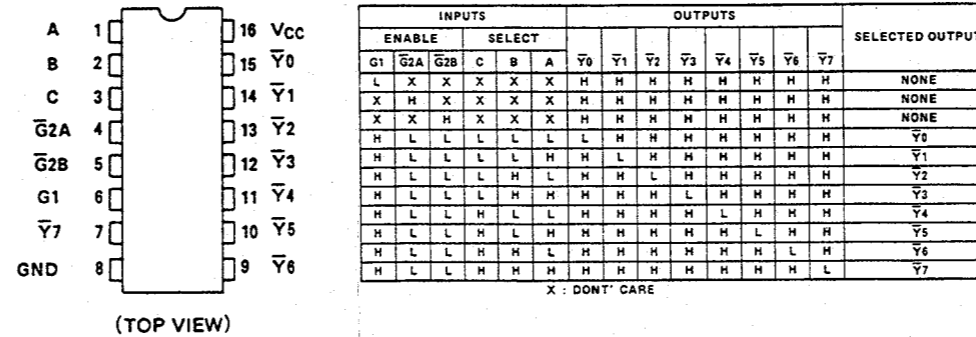 A 1 16 VCC
B 2 15 Y̅0
C 3 14 Y̅1
G̅2A 4 13 Y̅2
G̅2B 5 12 Y̅3
G1 6 11 Y̅4
Y̅7 7 10 Y̅5
GND 8 9 Y̅6
(TOP VIEW)
INPUTS OUTPUTS SELECTED OUTPUT
ENABLE SELECT
G1 G̅2A G̅2B C B A Y̅0 Y̅1 Y̅2 Y̅3 Y̅4 Y̅5 Y̅6 Y̅7
L X X X X X H H H H H H H H NONE
X H X X X X H H H H H H H H NONE
X X H X X X H H H H H H H H NONE
H L L L L L L H H H H H H H Y̅0
H L L L L H H L H H H H H H Y̅1
H L L L H L H H L H H H H H Y̅2
H L L L H H H H H L H H H H Y̅3
H L L H L L H H H H L H H H Y̅4
H L L H L H H H H H H L H H Y̅5
H L L H H L H H H H H H L H Y̅6
H L L H H H H H H H H H H L Y̅7
X : DONT' CARE